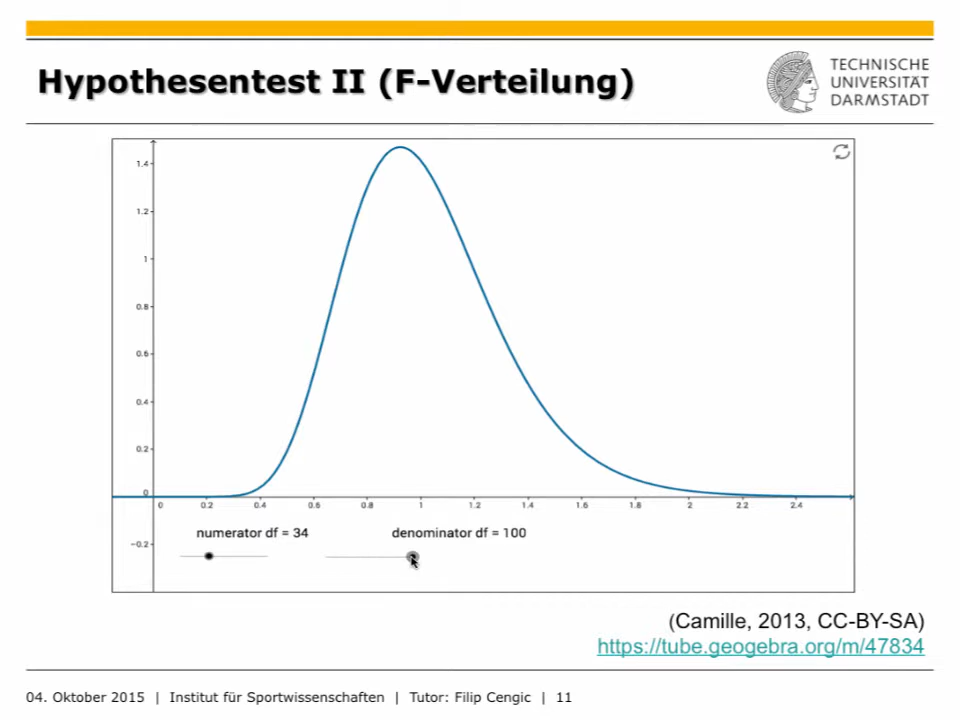 Hypothesentest II (F-Verteilung)
TECHNISCHE
UNIVERSITÄT
DARMSTADT
1.4
1.2
1
0.8
0.6
0.4
0.2
0
-0.2
0 0.2 0.4 0.6 0.8 1 1.2 1.4 1.6 1.8 2 2.2 2.4
numerator df = 34 denominator df = 100
(Camille, 2013, CC-BY-SA)
https://tube.geogebra.org/m/47834
04. Oktober 2015 | Institut für Sportwissenschaften | Tutor: Filip Cengic | 11